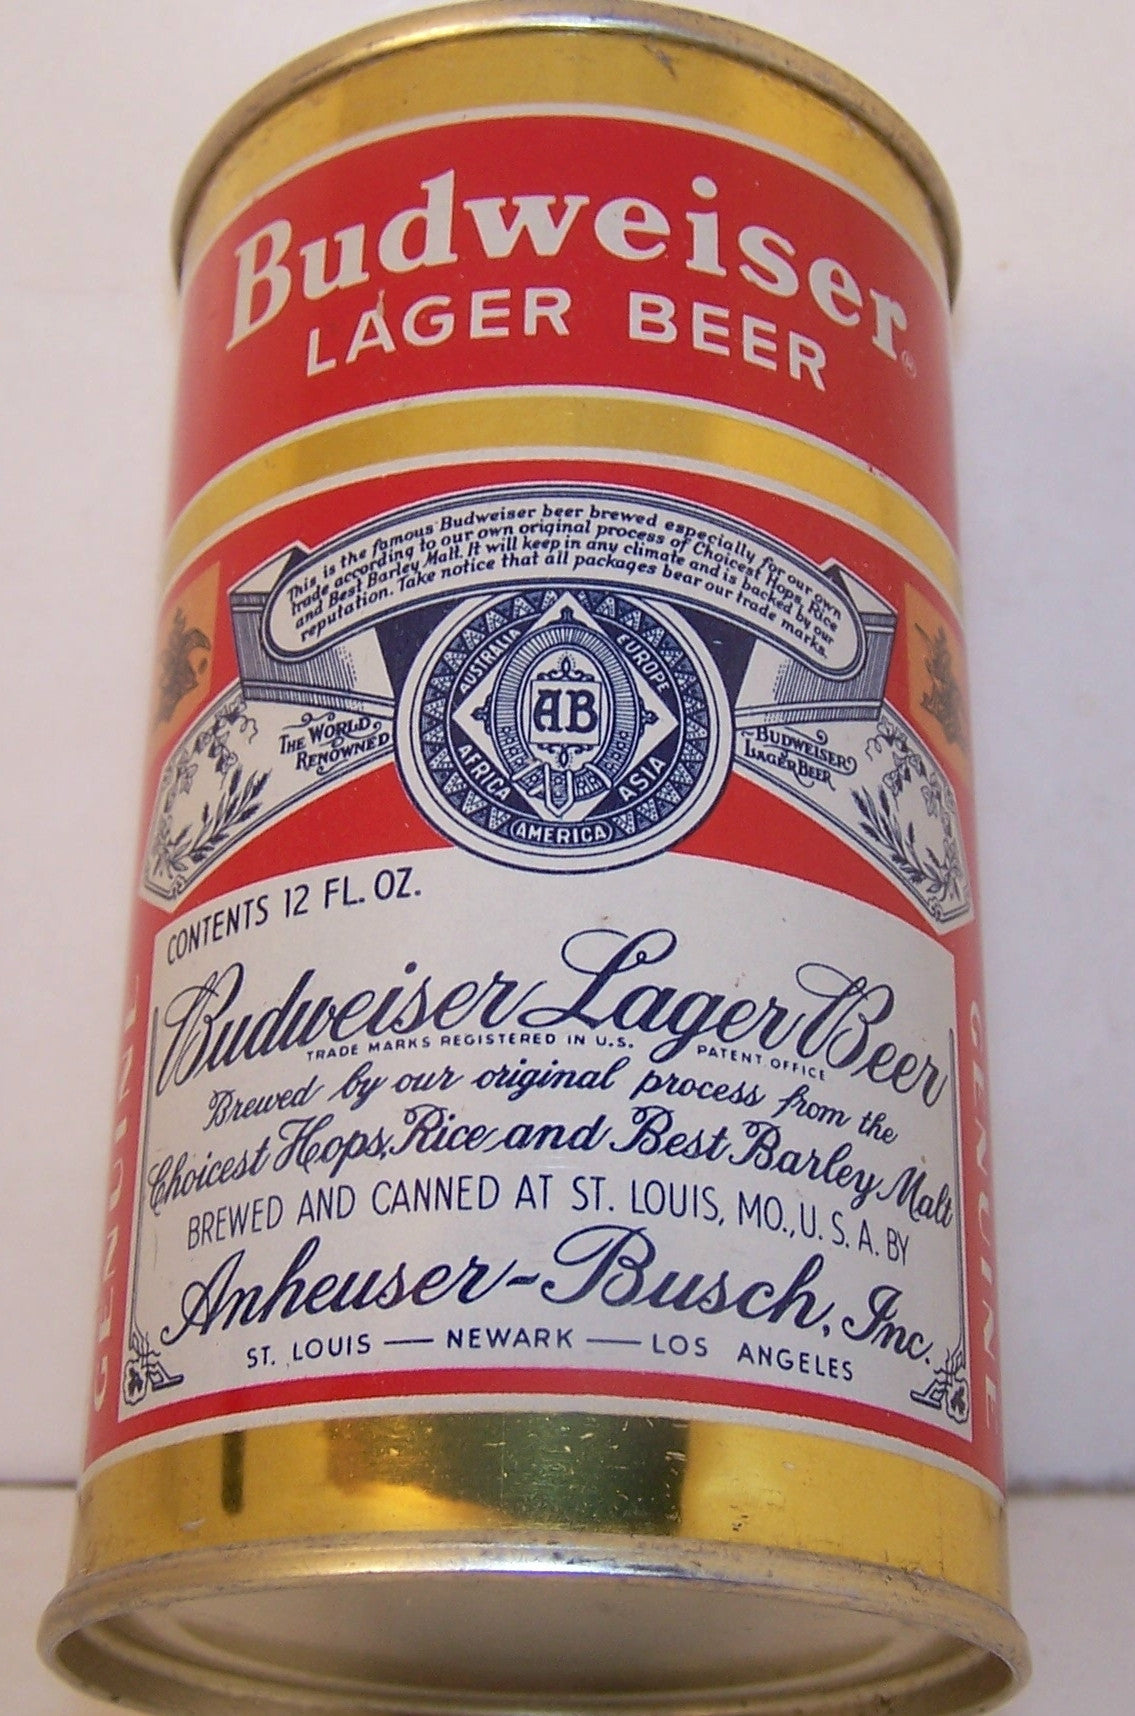 Budweiser®
LAGER BEER
This is the famous Budweiser beer brewed especially for our own
trade according to our own original process of Choicest Hops, Rice
and Best Barley Malt. It will keep in any climate and is backed by our
reputation. Take notice that all packages bear our trade marks.
AUSTRALIA
EUROPE
AB
AFRICA
ASIA
AMERICA
THE WORLD
RENOWNED
BUDWEISER
LAGER BEER
CONTENTS 12 FL. OZ.
Budweiser Lager Beer
TRADE MARKS REGISTERED IN U.S. PATENT OFFICE
Brewed by our original process from the
Choicest Hops, Rice and Best Barley Malt
BREWED AND CANNED AT ST. LOUIS, MO., U. S. A. BY
Anheuser-Busch, Inc.
ST. LOUIS — NEWARK — LOS ANGELES
GENUINE
GENUINE